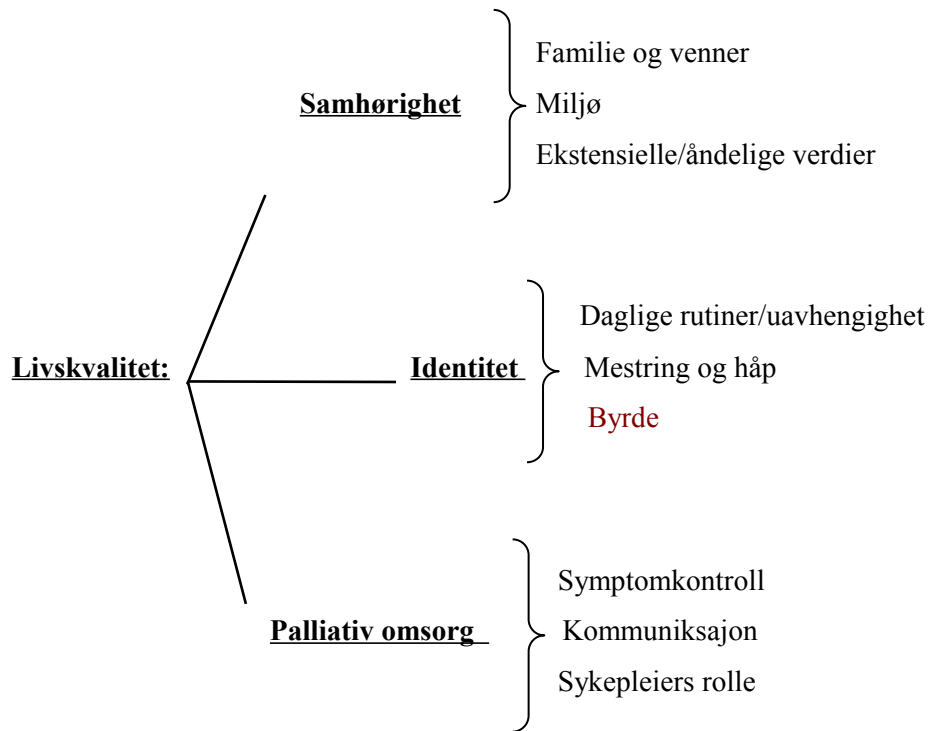 Familie og venner
Samhørighet
Miljø
Ekstensielle/åndelige verdier
Daglige rutiner/uavhengighet
Livskvalitet:
Identitet
Mestring og håp
Byrde
Symptomkontroll
Palliativ omsorg
Kommuniksajon
Sykepleiers rolle